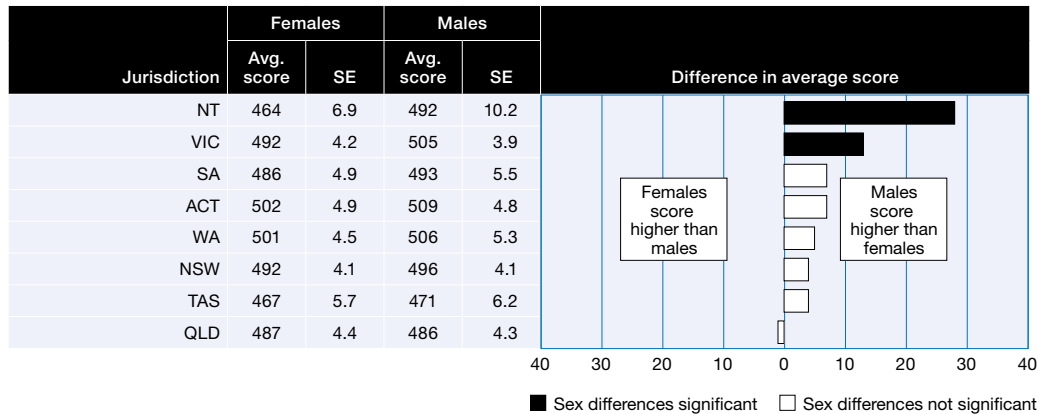 Females Males
Jurisdiction Avg. score SE Avg. score SE Difference in average score
NT 464 6.9 492 10.2
VIC 492 4.2 505 3.9
SA 486 4.9 493 5.5
ACT 502 4.9 509 4.8
WA 501 4.5 506 5.3
NSW 492 4.1 496 4.1
TAS 467 5.7 471 6.2
QLD 487 4.4 486 4.3
Females
score
higher than
males
Males
score
higher than
females
40 30 20 10 0 10 20 30 40
Sex differences significant Sex differences not significant